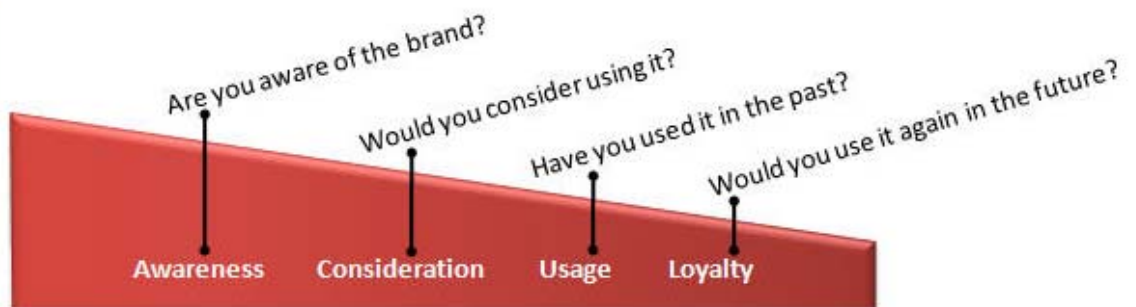 Are you aware of the brand?
Would you consider using it?
Have you used it in the past?
Would you use it again in the future?
Awareness
Consideration
Usage
Loyalty